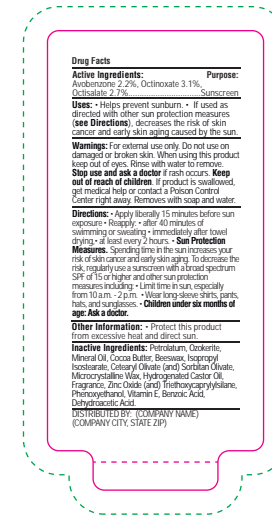 Drug Facts
Active Ingredients: Purpose:
Avobenzone 2.2%, Octinoxate 3.1%,
Octisalate 2.7%..............................Sunscreen
Uses: • Helps prevent sunburn. • If used as
directed with other sun protection measures
(see Directions), decreases the risk of skin
cancer and early skin aging caused by the sun.
Warnings: For external use only. Do not use on
damaged or broken skin. When using this product
keep out of eyes. Rinse with water to remove.
Stop use and ask a doctor if rash occurs. Keep
out of reach of children. If product is swallowed,
get medical help or contact a Poison Control
Center right away. Removes with soap and water.
Directions: • Apply liberally 15 minutes before sun
exposure • Reapply: • after 40 minutes of
swimming or sweating • immediately after towel
drying,• at least every 2 hours. • Sun Protection
Measures. Spending time in the sun increases your
risk of skin cancer and early skin aging. To decrease the
risk, regularly use a sunscreen with a broad spectrum
SPF of 15 or higher and other sun protection
measures including: • Limit time in sun, especially
from 10 a.m. - 2 p.m. • Wear long-sleeve shirts, pants,
hats, and sunglasses. • Children under six months of
age: Ask a doctor.
Other Information: • Protect this product
from excessive heat and direct sun.
Inactive Ingredients: Petrolatum, Ozokerite,
Mineral Oil, Cocoa Butter, Beeswax, Isopropyl
Isostearate, Cetearyl Olivate (and) Sorbitan Olivate,
Microcrystalline Wax, Hydrogenated Castor Oil,
Fragrance, Zinc Oxide (and) Triethoxycaprylylsilane,
Phenoxyethanol, Vitamin E, Benzoic Acid,
Dehydroacetic Acid.
DISTRIBUTED BY: (COMPANY NAME)
(COMPANY CITY, STATE ZIP)